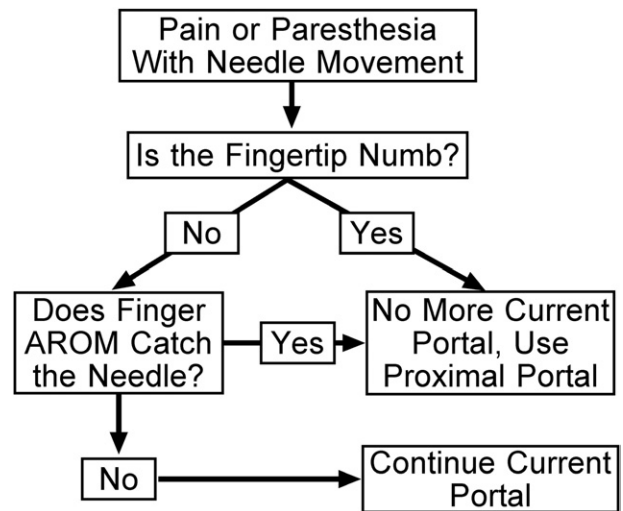 Pain or Paresthesia
With Needle Movement
Is the Fingertip Numb?
No
Yes
Does Finger
AROM Catch
the Needle?
Yes
No More Current
Portal, Use
Proximal Portal
No
Continue Current
Portal